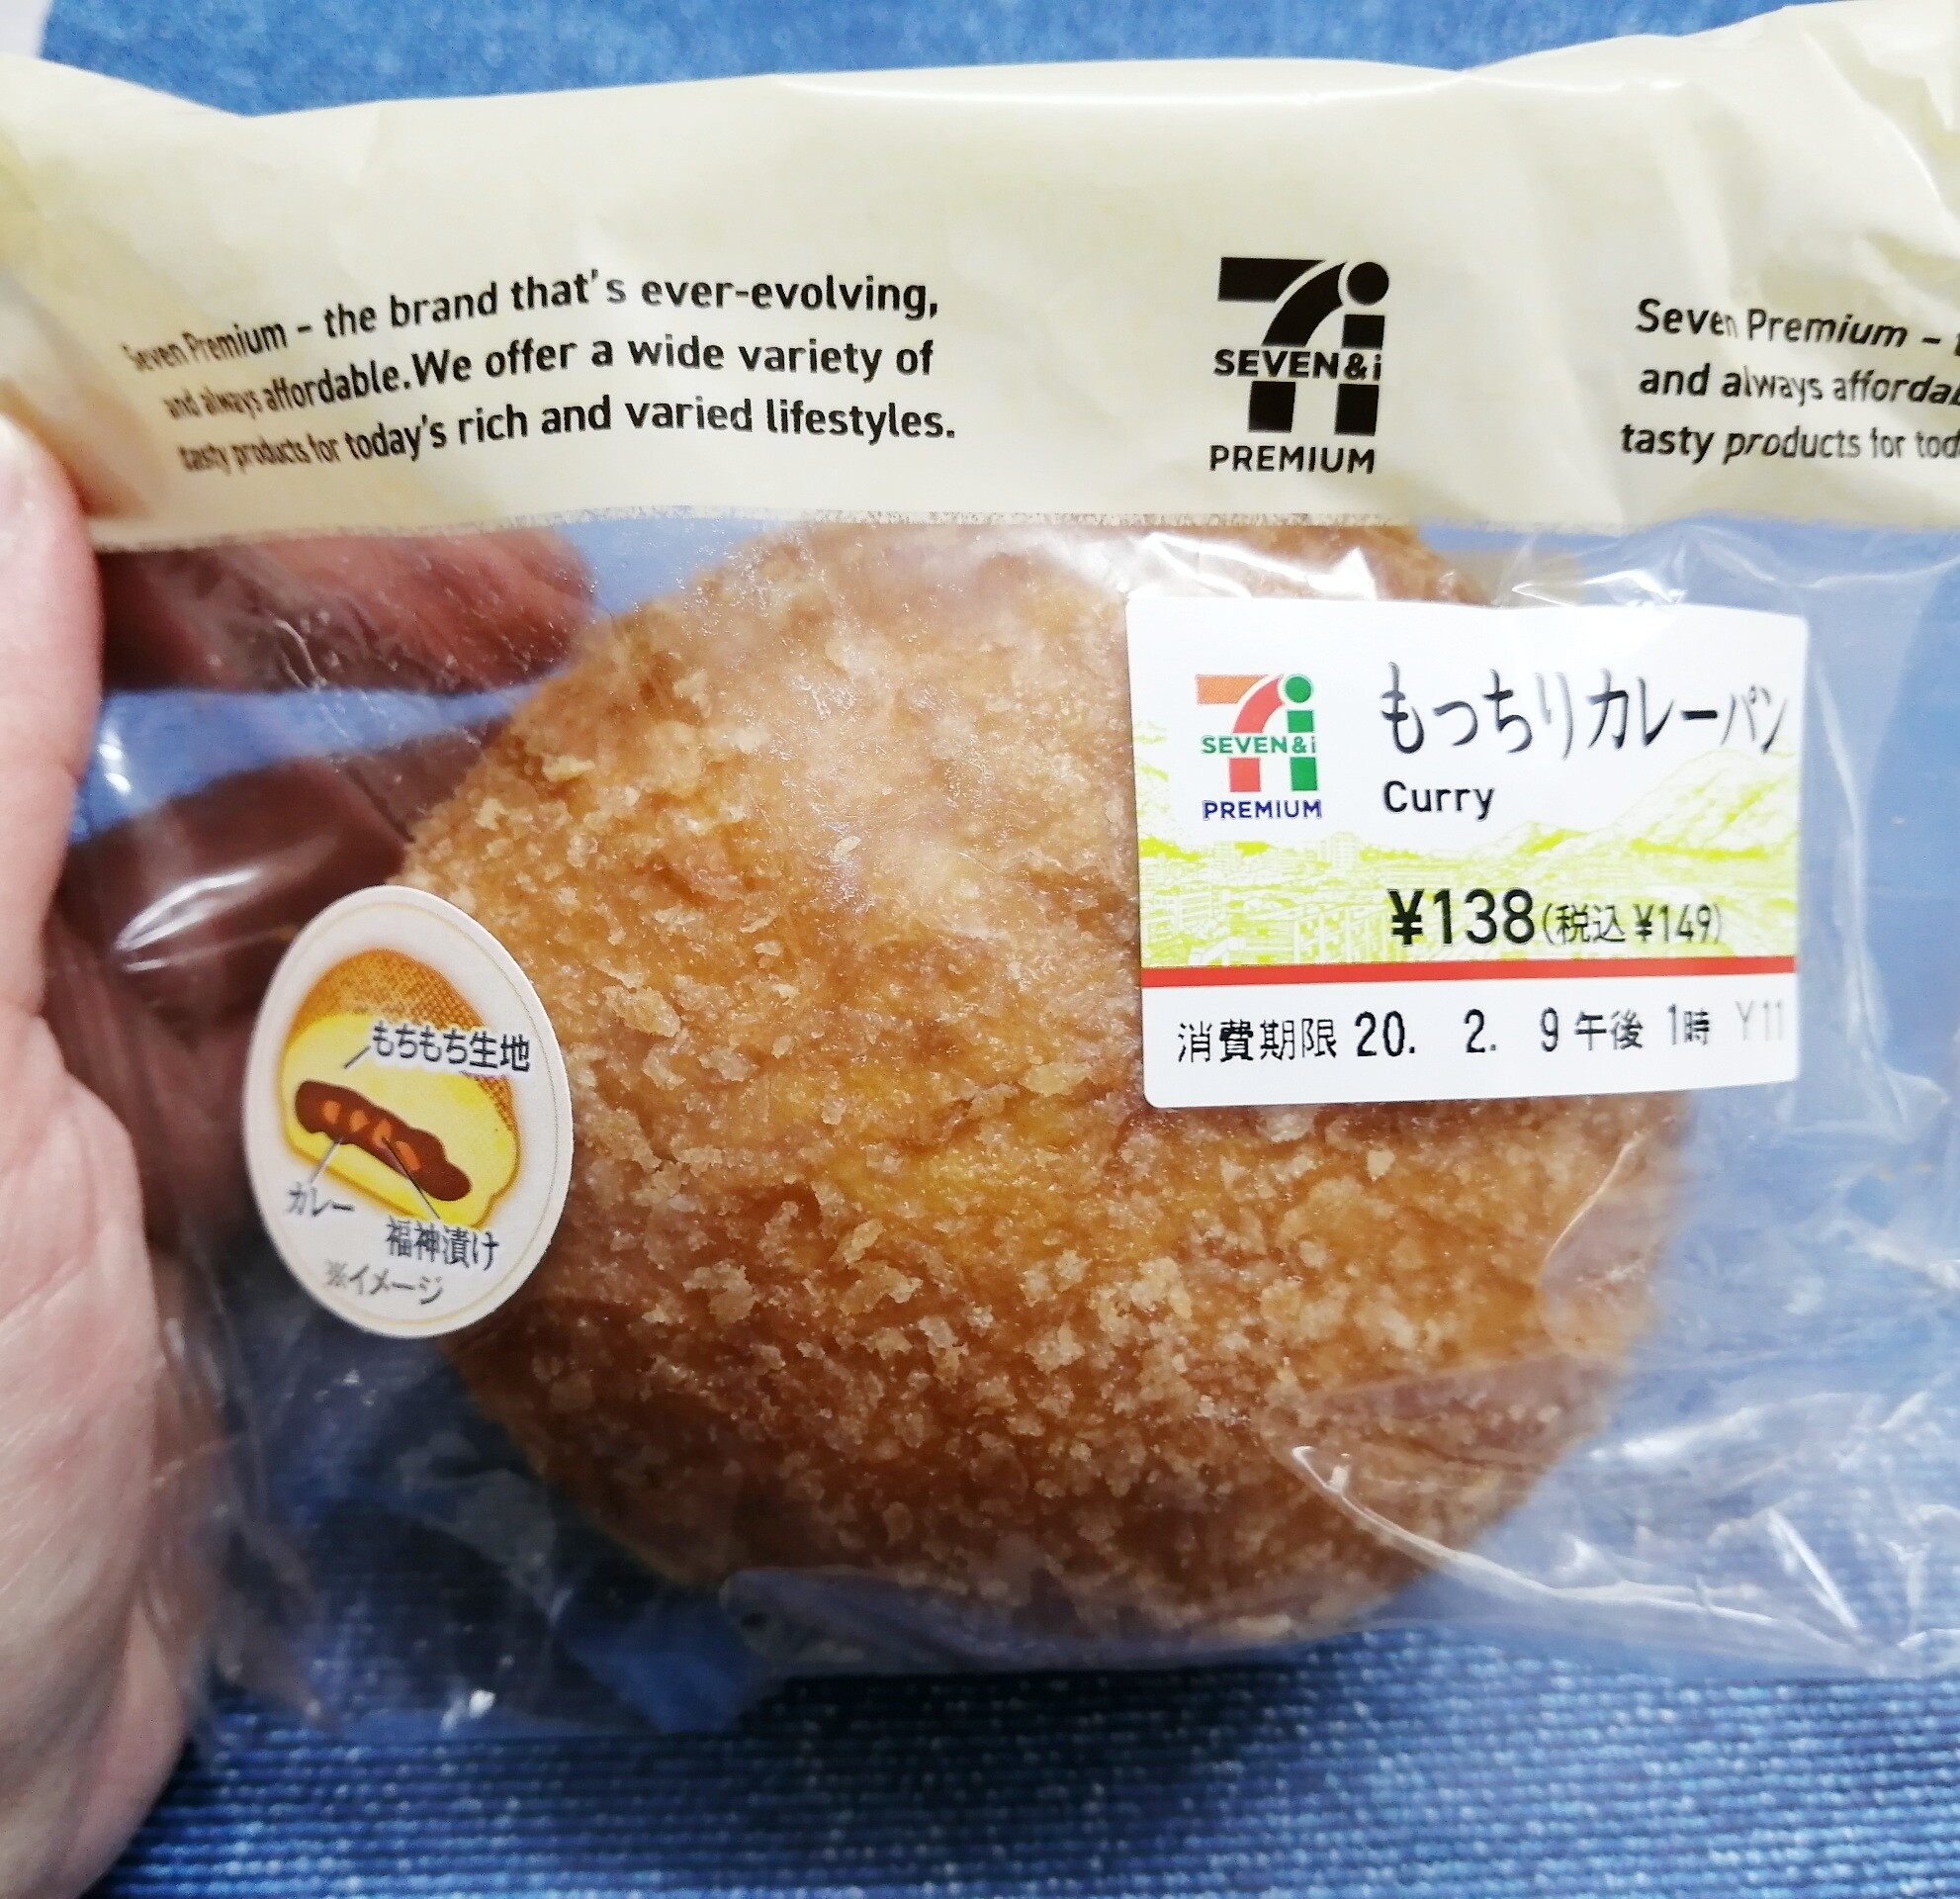 Seven Premium – the brand that's ever-evolving,
and always affordable. We offer a wide variety of
tasty products for today's rich and varied lifestyles.
SEVEN&i
PREMIUM
Seven Premium –
and always
tasty products for
SEVEN&i
PREMIUM
もっちりカレーパン
Curry
¥138(税込 ¥149)
消費期限 20. 2. 9 午後 1時 Y11
もちもち生地
カレー
福神漬け
※イメージ